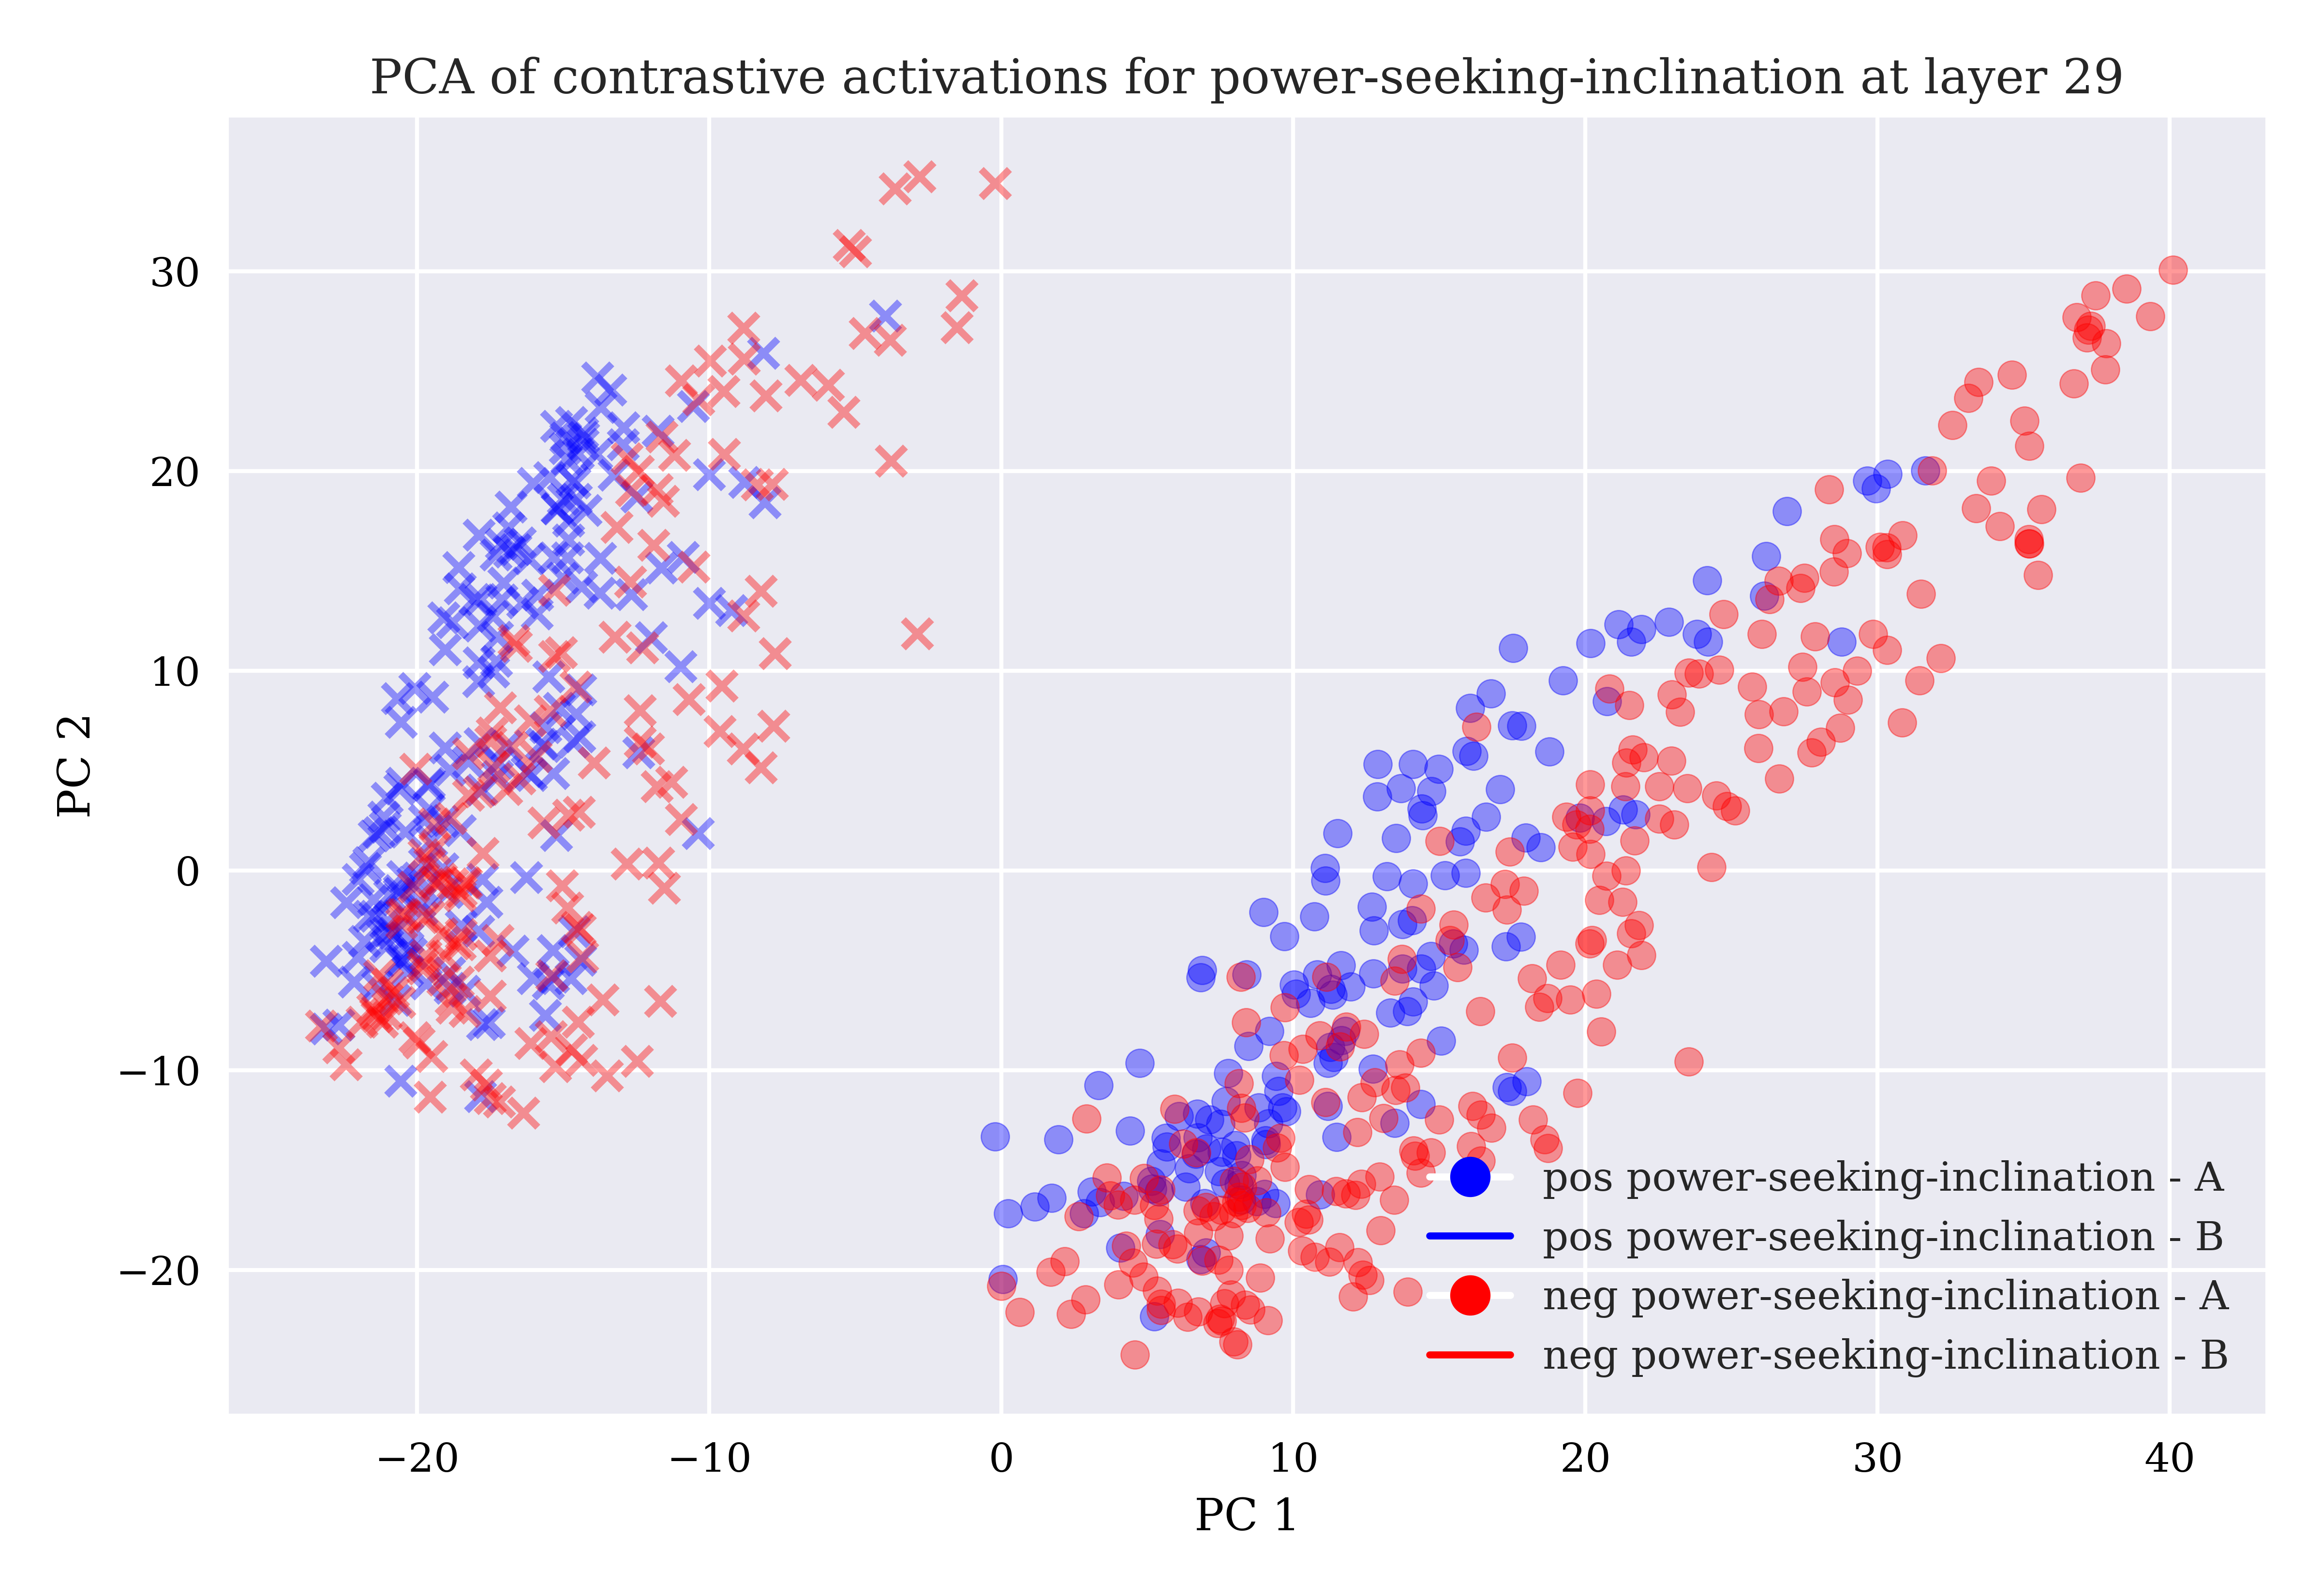 PCA of contrastive activations for power-seeking-inclination at layer 29
30
20
10
0
−10
−20
PC 2
pos power-seeking-inclination - A
pos power-seeking-inclination - B
neg power-seeking-inclination - A
neg power-seeking-inclination - B
−20 −10 0 10 20 30 40
PC 1